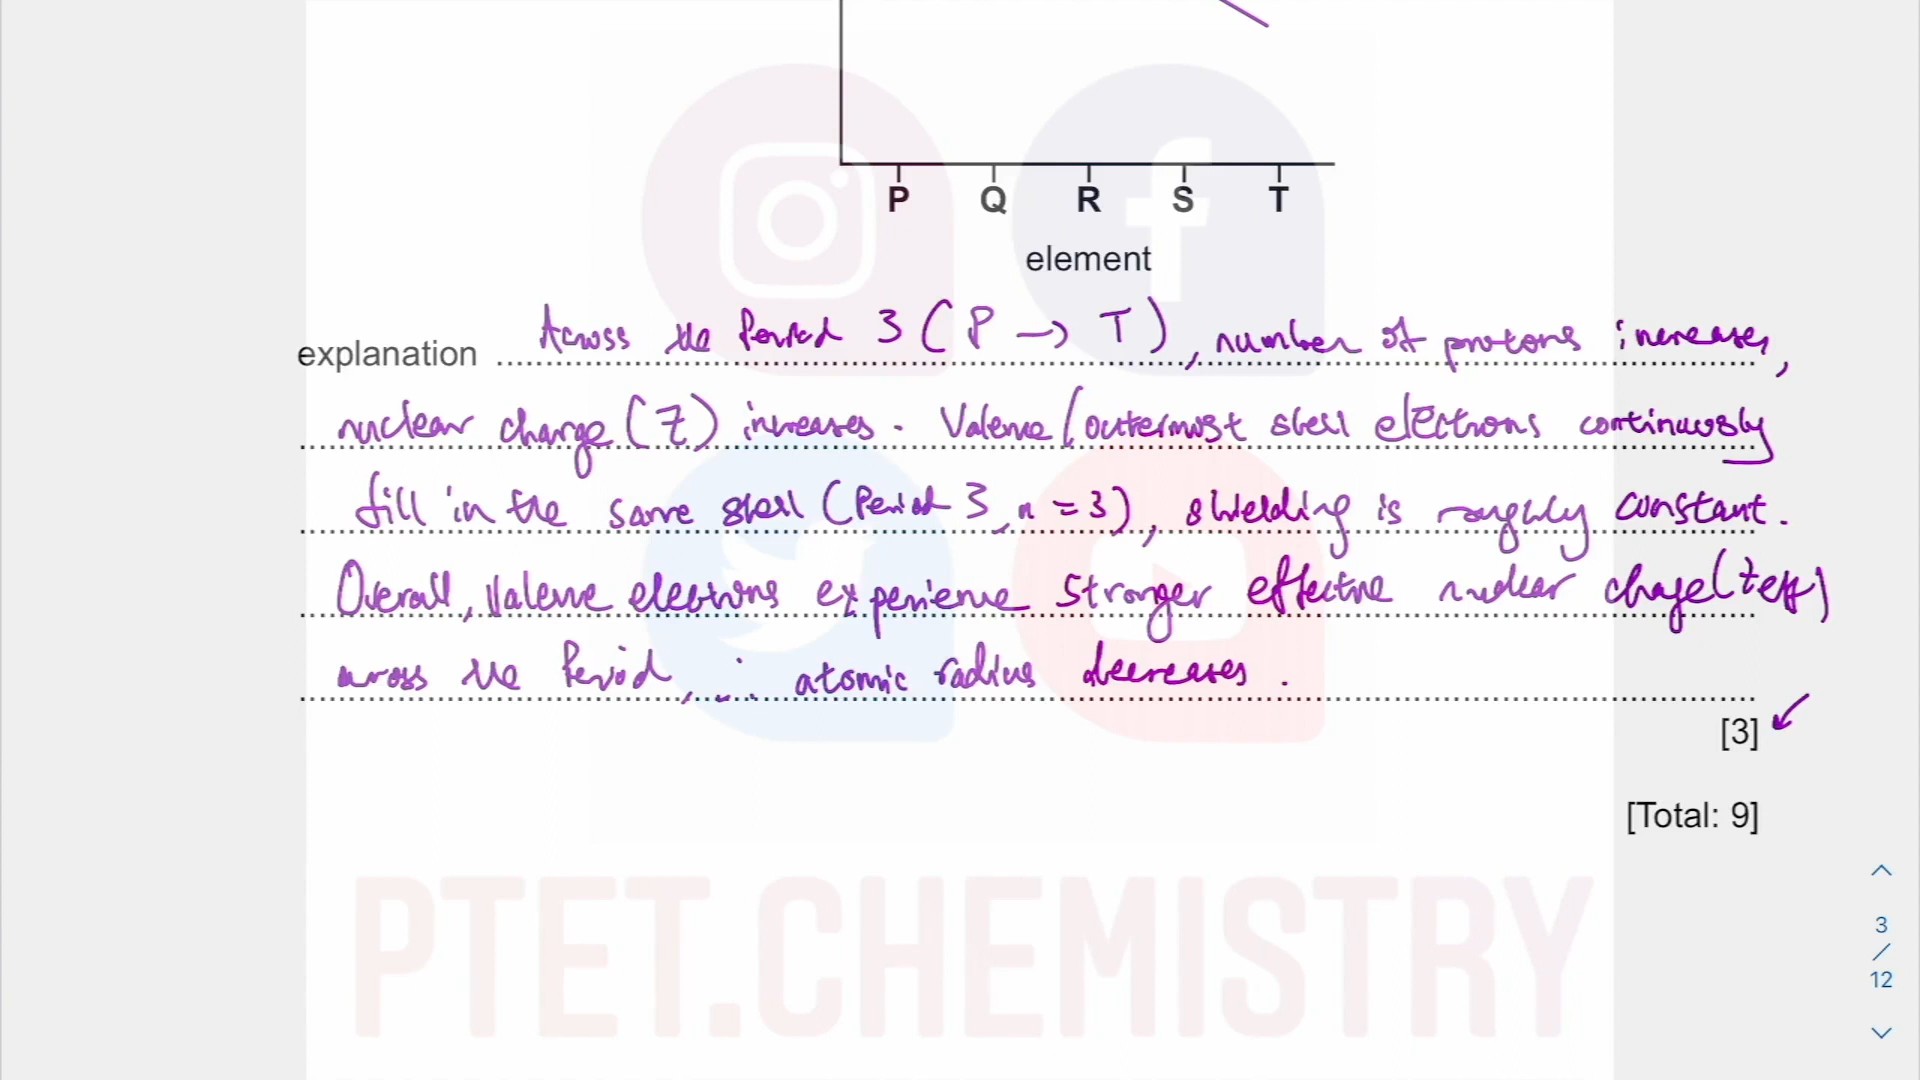 P Q R S T
element
explanation Across the Period 3 (P → T), number of protons increases,
nuclear charge (Z) increases. Valence/outermost shell electrons continuously
fill in the same shell (Period 3, n = 3), shielding is roughly constant.
Overall, valence electrons experience stronger effective nuclear charge (Zeff)
across the Period, ∴ atomic radius decreases.
[3]
[Total: 9]
PTET.CHEMISTRY
3
/
12